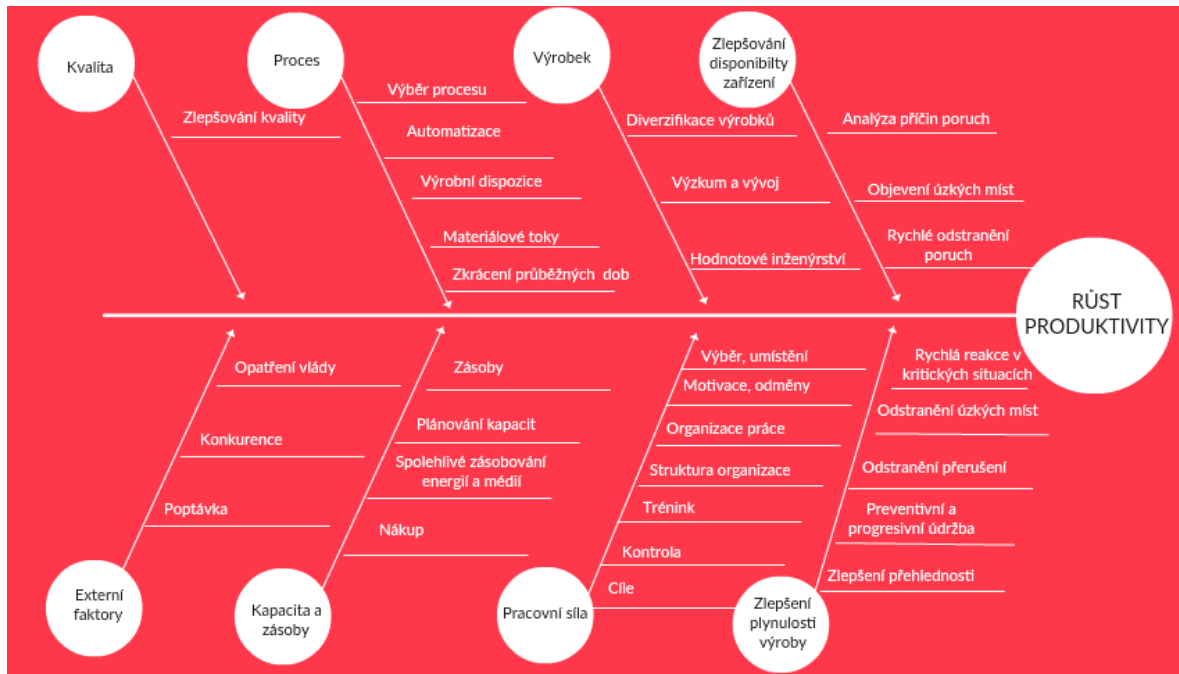 Kvalita
Zlepšování kvality
Proces
Výběr procesu
Automatizace
Výrobní dispozice
Materiálové toky
Zkrácení průběžných dob
Výrobek
Diverzifikace výrobků
Výzkum a vývoj
Hodnotové inženýrství
Zlepšování
disponibilty
zařízení
Analýza příčin poruch
Objevení úzkých míst
Rychlé odstranění
poruch
RŮST
PRODUKTIVITY
Externí
faktory
Opatření vlády
Konkurence
Poptávka
Kapacita a
zásoby
Zásoby
Plánování kapacit
Spolehlivé zásobování
energií a médií
Nákup
Pracovní síla
Výběr, umístění
Motivace, odměny
Organizace práce
Struktura organizace
Trénink
Kontrola
Cíle
Zlepšení
plynulosti
výroby
Rychlá reakce v
kritických situacích
Odstranění úzkých míst
Odstranění přerušení
Preventivní a
progresivní údržba
Zlepšení přehlednosti